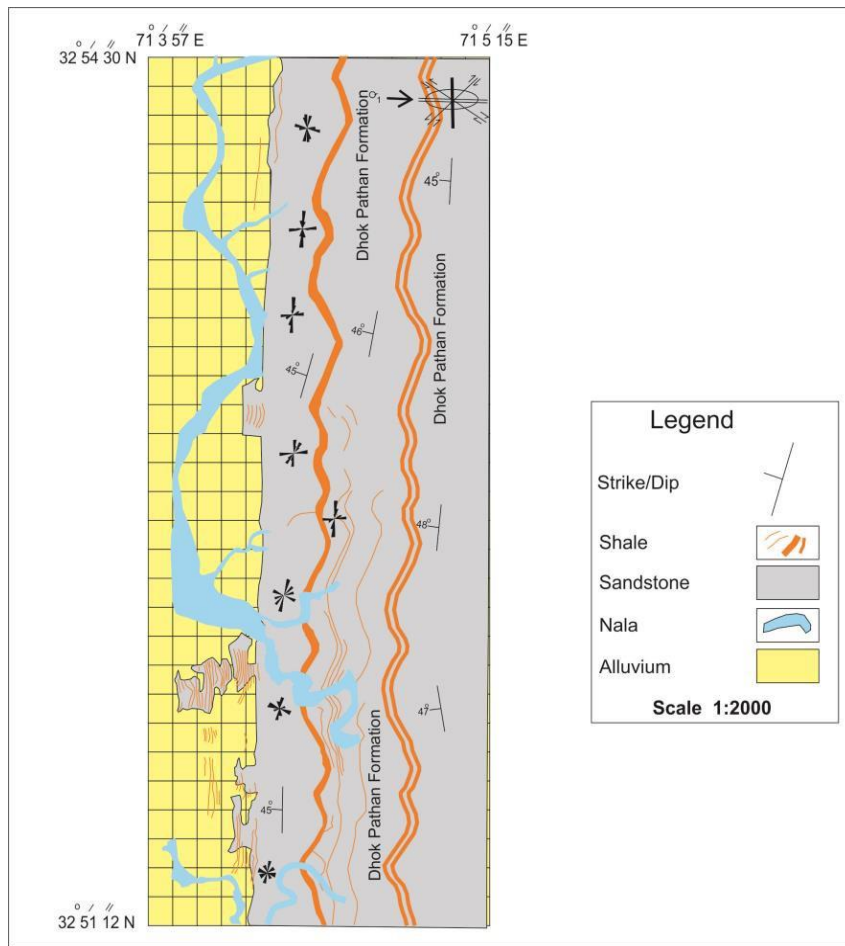 71° 3′ 57″ E
71° 5′ 15″ E
32° 54′ 30″ N
σ1
Dhok Pathan Formation
45°
Dhok Pathan Formation
46°
45°
48°
47°
45°
Dhok Pathan Formation
32° 51′ 12″ N
Legend
Strike/Dip
Shale
Sandstone
Nala
Alluvium
Scale 1:2000